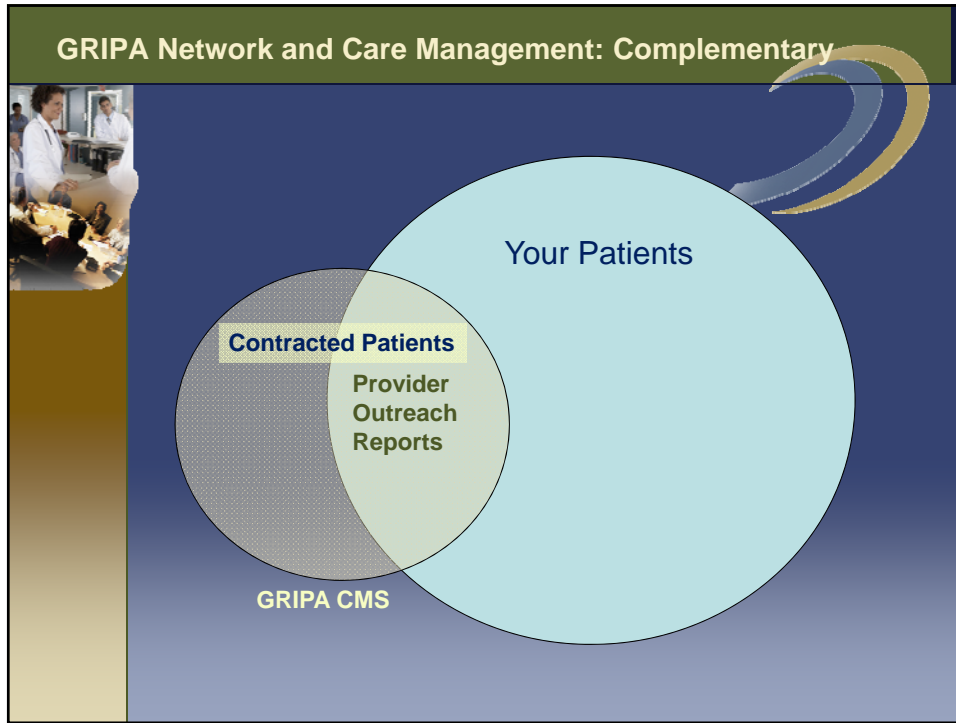 GRIPA Network and Care Management: Complementary
Your Patients
Contracted Patients
Provider
Outreach
Reports
GRIPA CMS